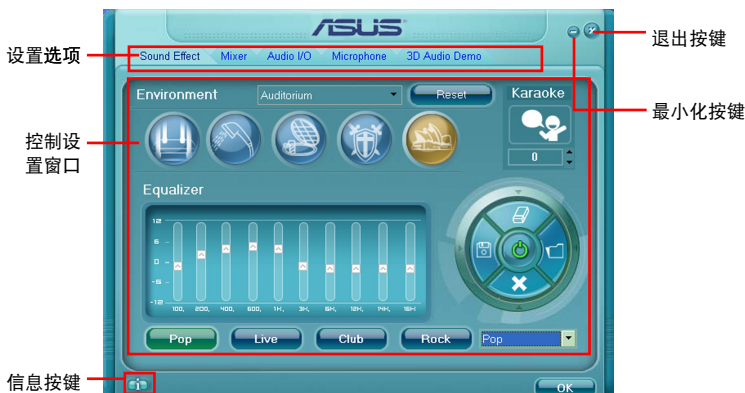 ASUS
设置选项
Sound Effect Mixer Audio I/O Microphone 3D Audio Demo
退出按键
最小化按键
控制设
置窗口
Environment Auditorium Reset Karaoke
0
Equalizer
12
6
0
-6
-12
100, 200, 400, 600, 1K, 3K, 6K, 12K, 14K, 16K
Pop Live Club Rock Pop
信息按键
i
OK